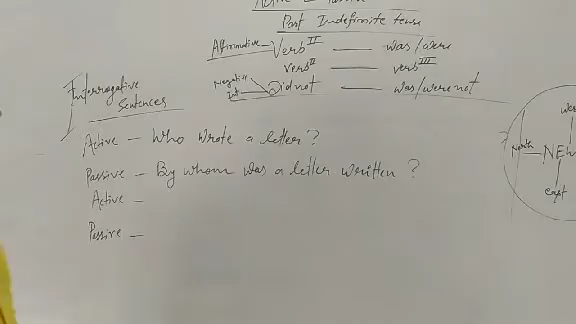 Past Indefinite tense
Affirmative - Verb II — was/were
verb II — verb III
Negative
Int. Did not — was/were not
Interrogative
Sentences
Active - Who wrote a letter?
Passive - By whom was a letter written?
Active -
Passive -
North - NEW
east